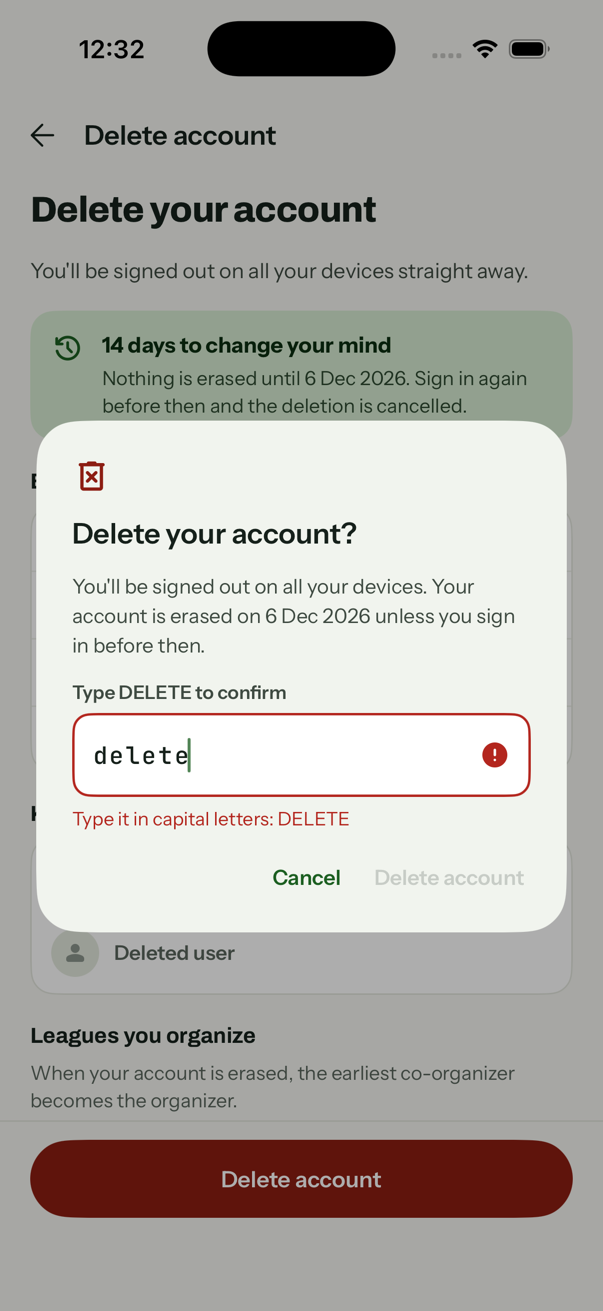 12:32
Delete account
Delete your account
You'll be signed out on all your devices straight away.
14 days to change your mind
Nothing is erased until 6 Dec 2026. Sign in again
before then and the deletion is cancelled.
Delete your account?
You'll be signed out on all your devices. Your
account is erased on 6 Dec 2026 unless you sign
in before then.
Type DELETE to confirm
delete
Type it in capital letters: DELETE
Cancel
Delete account
Deleted user
Leagues you organize
When your account is erased, the earliest co-organizer
becomes the organizer.
Delete account